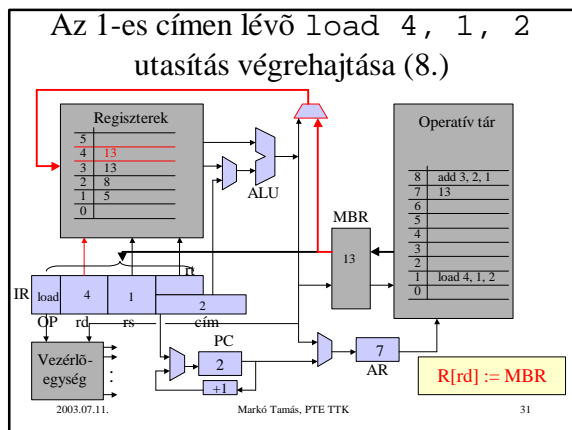 Az 1-es címen lévõ load 4, 1, 2
utasítás végrehajtása (8.)
Regiszterek
5
4 13
3 13
2 8
1 5
0
ALU
Operatív tár
8 add 3, 2, 1
7 13
6
5
4
3
2
1 load 4, 1, 2
0
MBR
13
rt
IR load 4 1
2
OP rd rs cím
Vezérlõ-
egység
PC
2
+1
7
AR
R[rd] := MBR
2003.07.11. Markó Tamás, PTE TTK 31